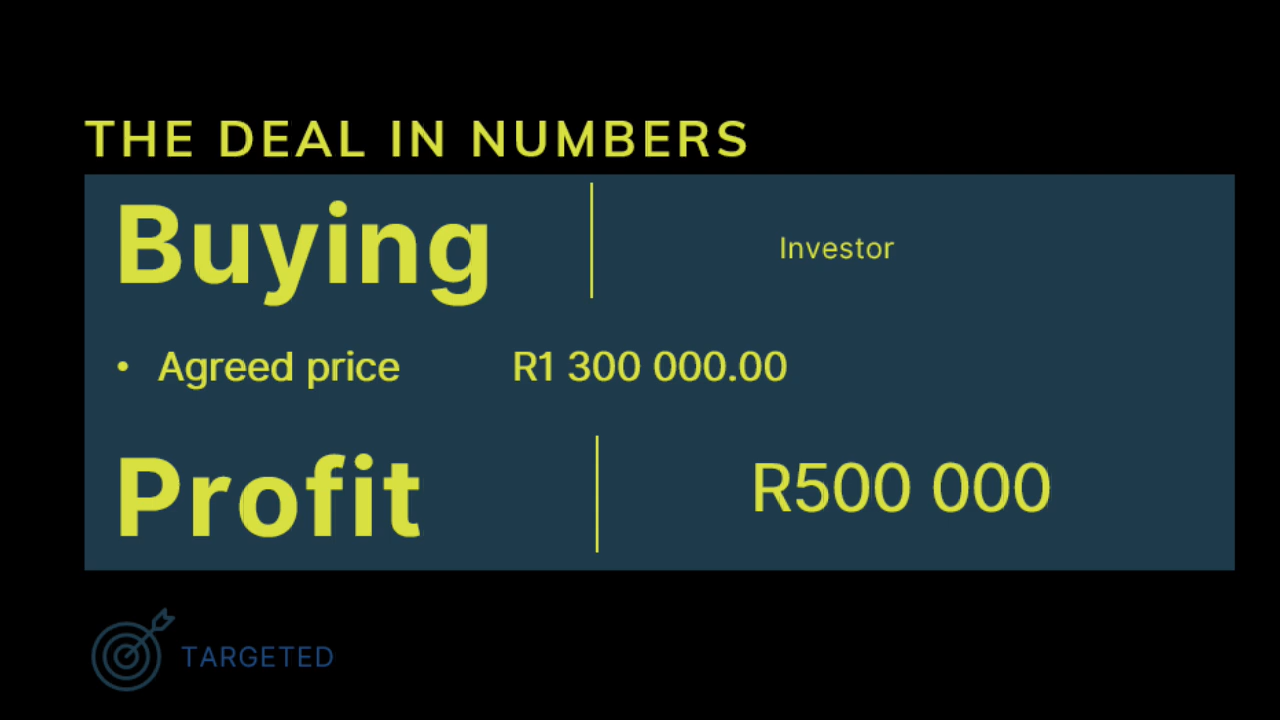 THE DEAL IN NUMBERS
Buying
Investor
• Agreed price R1 300 000.00
Profit
R500 000
TARGETED